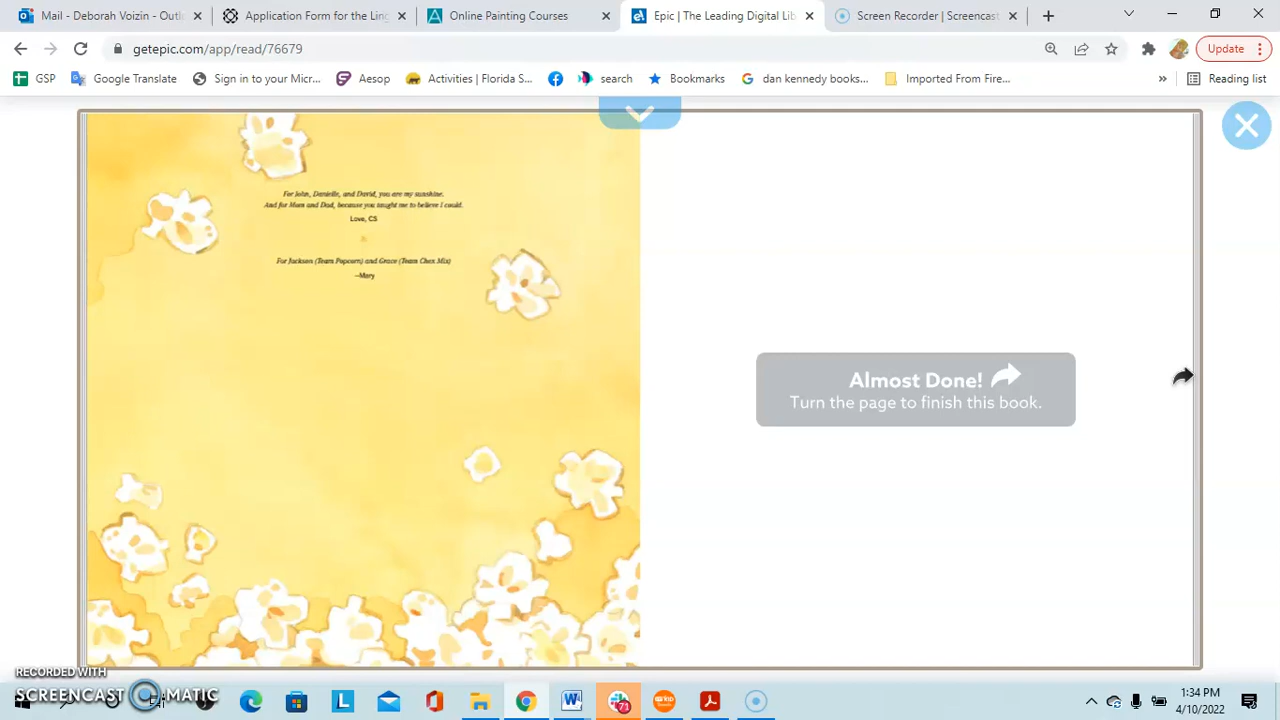 Mail - Deborah Voizin - Outl
Application for Fingerprinting
Online Painting Courses
Epic | The Leading Digital Lib
Screen Recorder | Screencast
getepic.com/app/read/76679
Update
GSP
Google Translate
Sign in to your Micr...
Aesop
Activities | Florida S...
search
Bookmarks
dan kennedy books...
Imported From Fire...
»
Reading list
For John, Danielle, and David, you are my sunshine.
And for Mom and Dad, because you taught me to believe I could.
Love, CS
For Jackson (Team Popcorn) and Grace (Team Chex Mix)
—Mary
Almost Done!
Turn the page to finish this book.
RECORDED WITH
SCREENCAST MATIC
71
1:34 PM
4/10/2022